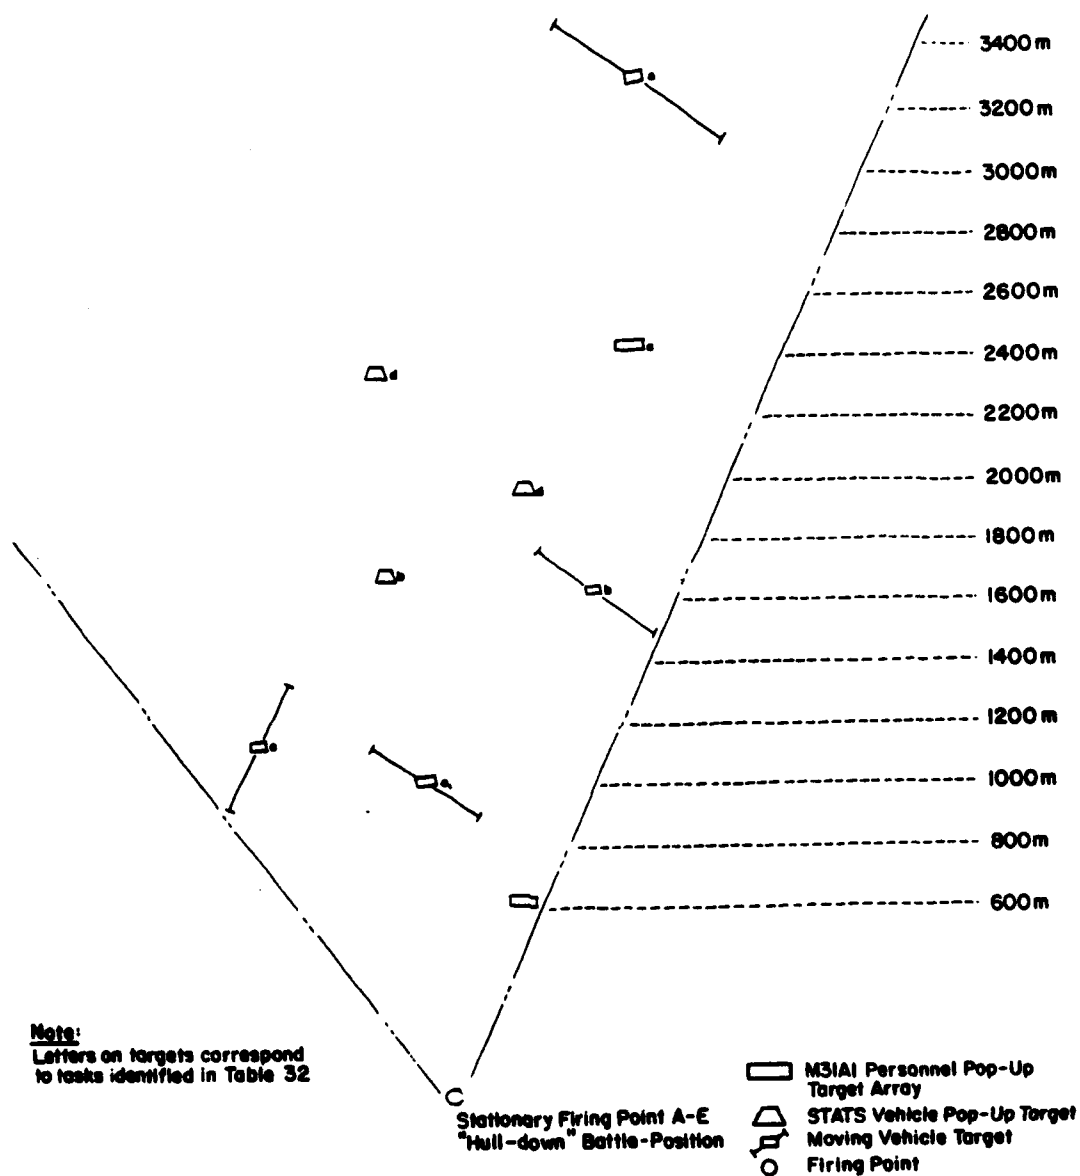 3400m
a
3200m
3000m
2800m
2600m
2400m
2200m
d
2000m
1800m
b
b
1600m
1400m
1200m
1000m
800m
600m
Note:
Letters on targets correspond
to tasks identified in Table 32
Stationary Firing Point A-E
"Hull-down" Battle-Position
M31A1 Personnel Pop-Up
Target Array
STATS Vehicle Pop-Up Target
Moving Vehicle Target
Firing Point